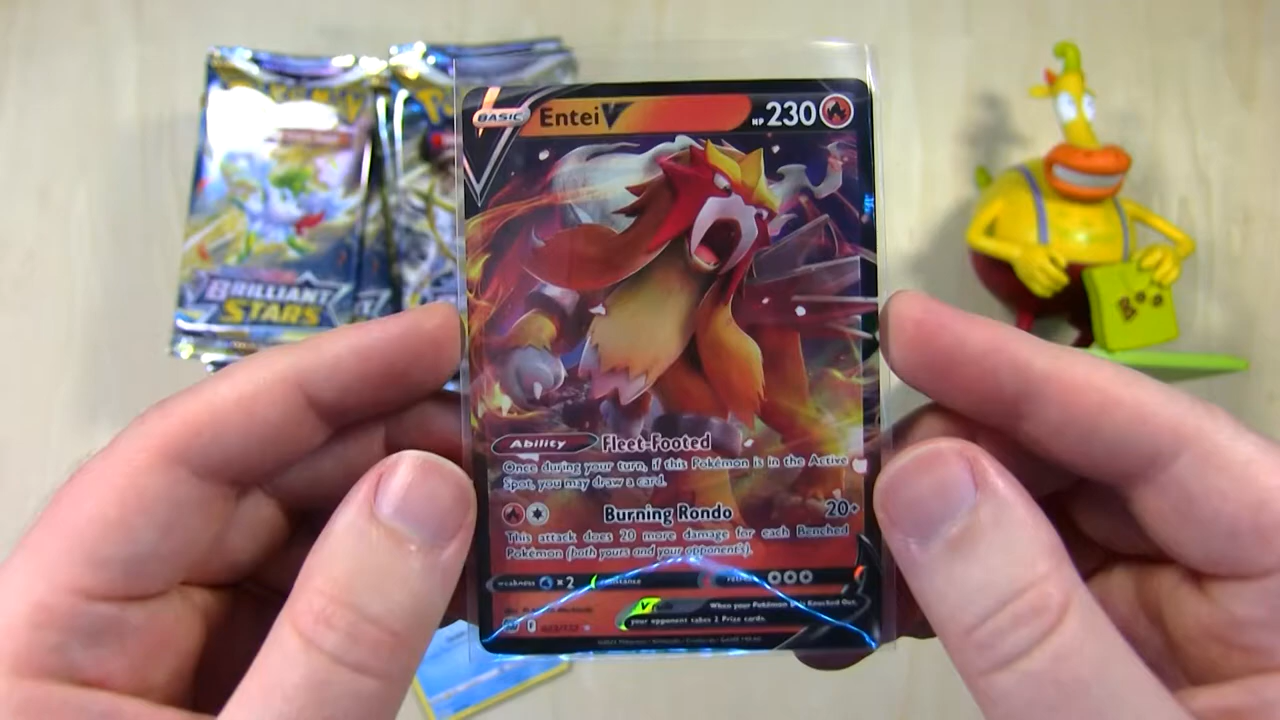 POKÉMON
BRILLIANT
STARS
BASIC
Entei V
HP 230
Ability Fleet-Footed
Once during your turn, if this Pokémon is in the Active
Spot, you may draw a card.
Burning Rondo 20+
This attack does 20 more damage for each Benched
Pokémon (both yours and your opponent's).
weakness ×2
V rule
When your Pokémon V is Knocked Out,
your opponent takes 2 Prize cards.
Boo